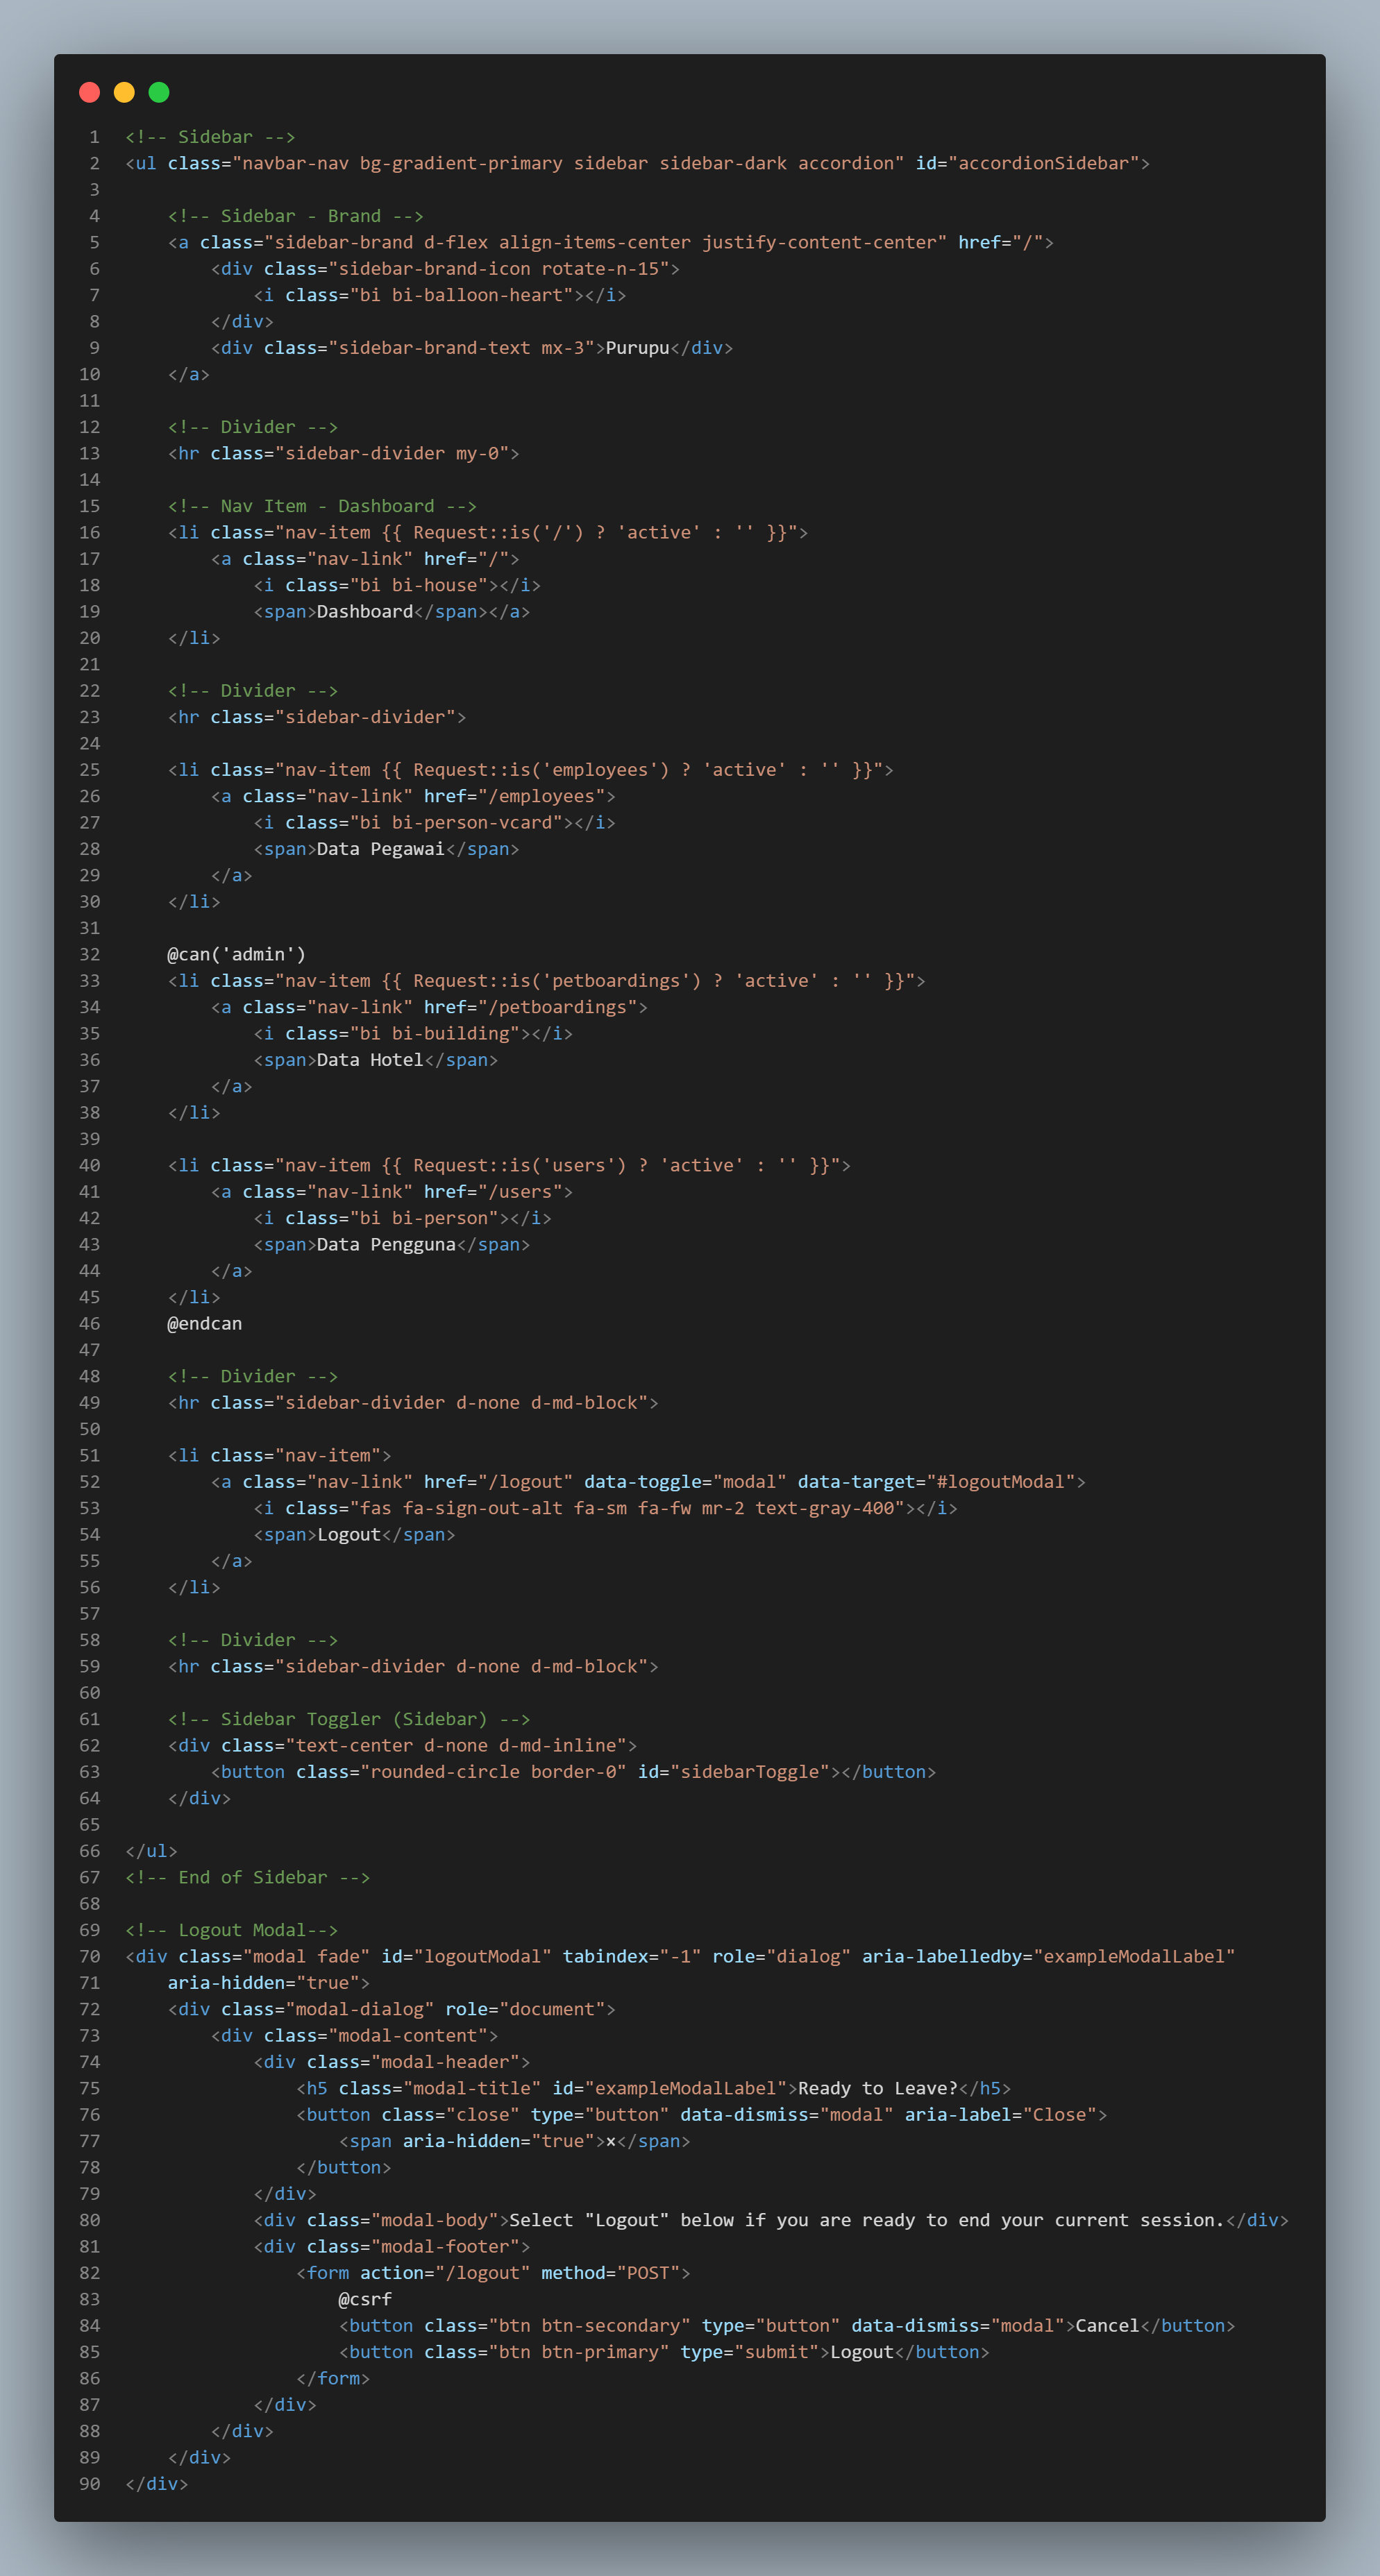 1 <!-- Sidebar -->
2 <ul class="navbar-nav bg-gradient-primary sidebar sidebar-dark accordion" id="accordionSidebar">
3
4     <!-- Sidebar - Brand -->
5     <a class="sidebar-brand d-flex align-items-center justify-content-center" href="/">
6         <div class="sidebar-brand-icon rotate-n-15">
7             <i class="bi bi-balloon-heart"></i>
8         </div>
9         <div class="sidebar-brand-text mx-3">Purupu</div>
10     </a>
11
12     <!-- Divider -->
13     <hr class="sidebar-divider my-0">
14
15     <!-- Nav Item - Dashboard -->
16     <li class="nav-item {{ Request::is('/') ? 'active' : '' }}">
17         <a class="nav-link" href="/">
18             <i class="bi bi-house"></i>
19             <span>Dashboard</span></a>
20     </li>
21
22     <!-- Divider -->
23     <hr class="sidebar-divider">
24
25     <li class="nav-item {{ Request::is('employees') ? 'active' : '' }}">
26         <a class="nav-link" href="/employees">
27             <i class="bi bi-person-vcard"></i>
28             <span>Data Pegawai</span>
29         </a>
30     </li>
31
32     @can('admin')
33     <li class="nav-item {{ Request::is('petboardings') ? 'active' : '' }}">
34         <a class="nav-link" href="/petboardings">
35             <i class="bi bi-building"></i>
36             <span>Data Hotel</span>
37         </a>
38     </li>
39
40     <li class="nav-item {{ Request::is('users') ? 'active' : '' }}">
41         <a class="nav-link" href="/users">
42             <i class="bi bi-person"></i>
43             <span>Data Pengguna</span>
44         </a>
45     </li>
46     @endcan
47
48     <!-- Divider -->
49     <hr class="sidebar-divider d-none d-md-block">
50
51     <li class="nav-item">
52         <a class="nav-link" href="/logout" data-toggle="modal" data-target="#logoutModal">
53             <i class="fas fa-sign-out-alt fa-sm fa-fw mr-2 text-gray-400"></i>
54             <span>Logout</span>
55         </a>
56     </li>
57
58     <!-- Divider -->
59     <hr class="sidebar-divider d-none d-md-block">
60
61     <!-- Sidebar Toggler (Sidebar) -->
62     <div class="text-center d-none d-md-inline">
63         <button class="rounded-circle border-0" id="sidebarToggle"></button>
64     </div>
65
66 </ul>
67 <!-- End of Sidebar -->
68
69 <!-- Logout Modal-->
70 <div class="modal fade" id="logoutModal" tabindex="-1" role="dialog" aria-labelledby="exampleModalLabel"
71     aria-hidden="true">
72     <div class="modal-dialog" role="document">
73         <div class="modal-content">
74             <div class="modal-header">
75                 <h5 class="modal-title" id="exampleModalLabel">Ready to Leave?</h5>
76                 <button class="close" type="button" data-dismiss="modal" aria-label="Close">
77                     <span aria-hidden="true">×</span>
78                 </button>
79             </div>
80             <div class="modal-body">Select "Logout" below if you are ready to end your current session.</div>
81             <div class="modal-footer">
82                 <form action="/logout" method="POST">
83                     @csrf
84                     <button class="btn btn-secondary" type="button" data-dismiss="modal">Cancel</button>
85                     <button class="btn btn-primary" type="submit">Logout</button>
86                 </form>
87             </div>
88         </div>
89     </div>
90 </div>